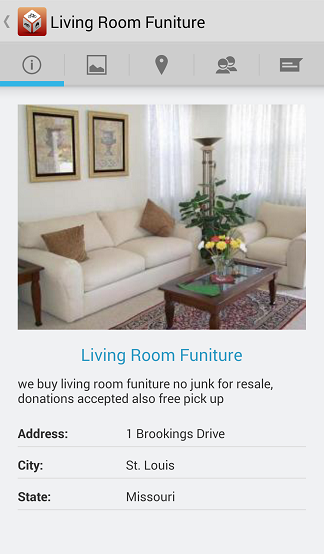 Living Room Funiture
Living Room Funiture
we buy living room funiture no junk for resale,
donations accepted also free pick up
Address: 1 Brookings Drive
City: St. Louis
State: Missouri